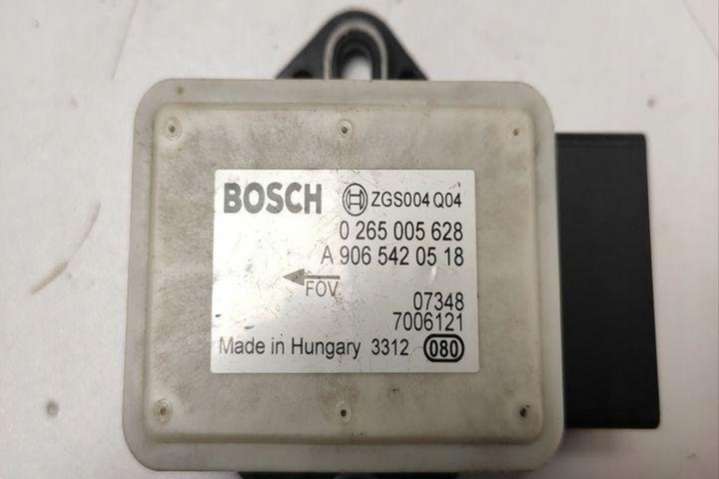 BOSCH ZGS004 Q04
0 265 005 628
A 906 542 05 18
FOV
07348
7006121
Made in Hungary 3312 080